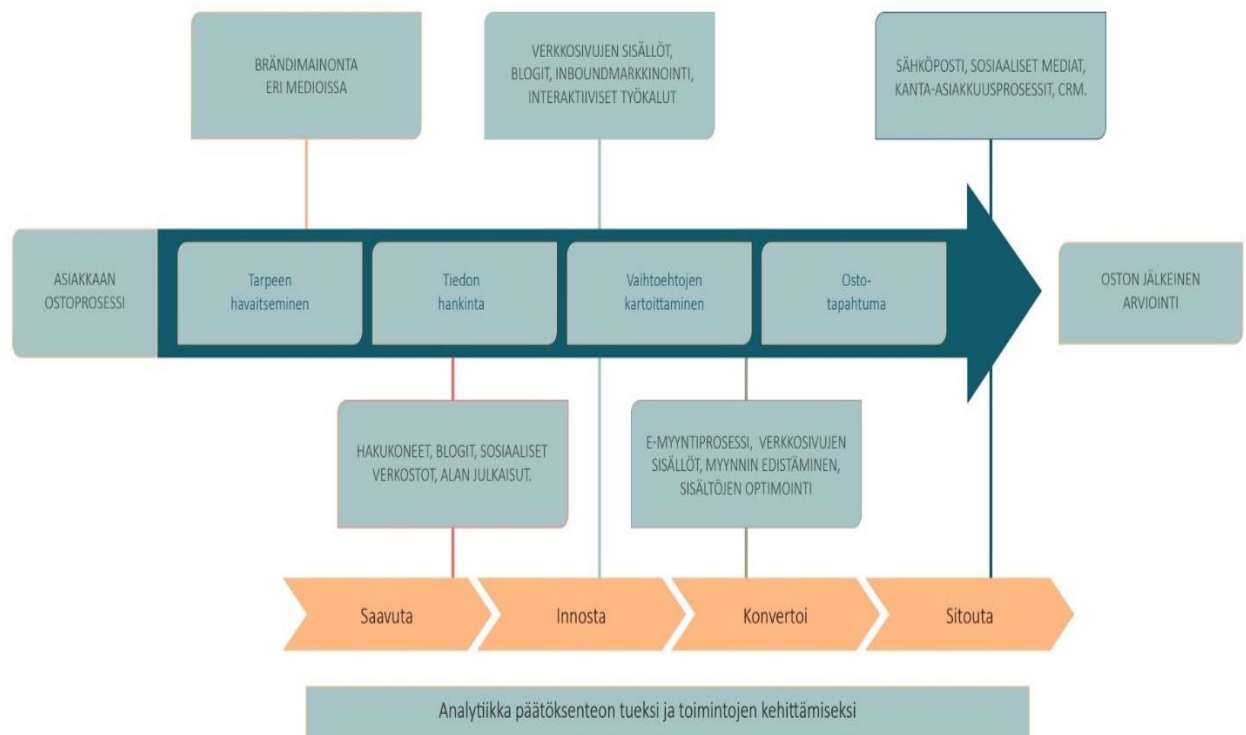 BRÄNDIMAINONTA
ERI MEDIOISSA
VERKKOSIVUJEN SISÄLLÖT,
BLOGIT, INBOUNDMARKKINOINTI,
INTERAKTIIVISET TYÖKALUT
SÄHKÖPOSTI, SOSIAALISET MEDIAT,
KANTA-ASIAKKUUSPROSESSIT, CRM.
ASIAKKAAN
OSTOPROSESSI
Tarpeen
havaitseminen
Tiedon
hankinta
Vaihtoehtojen
kartoittaminen
Osto-
tapahtuma
OSTON JÄLKEINEN
ARVIOINTI
HAKUKONEET, BLOGIT, SOSIAALISET
VERKOSTOT, ALAN JULKAISUT.
E-MYYNTIPROSESSI, VERKKOSIVUJEN
SISÄLLÖT, MYYNNIN EDISTÄMINEN,
SISÄLTÖJEN OPTIMOINTI
Saavuta
Innosta
Konvertoi
Sitouta
Analytiikka päätöksenteon tueksi ja toimintojen kehittämiseksi